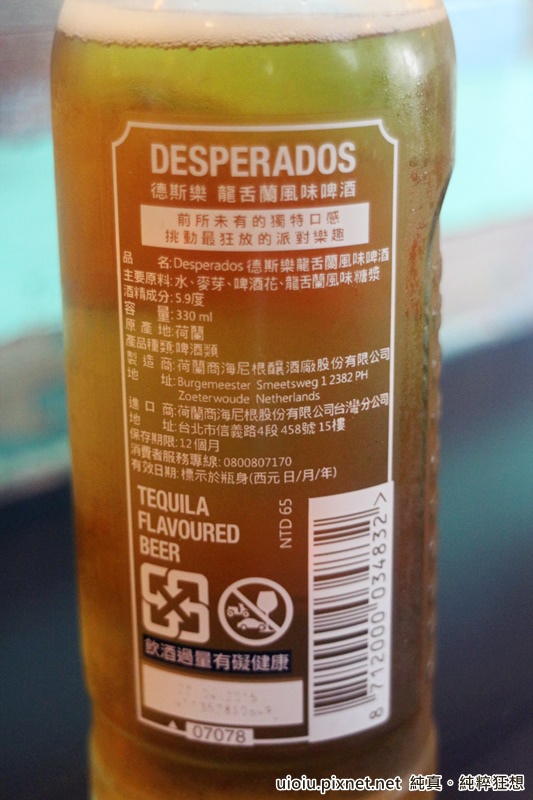 DESPERADOS
德斯樂 龍舌蘭風味啤酒
前所未有的獨特口感
挑動最狂放的派對樂趣
品 名: Desperados 德斯樂龍舌蘭風味啤酒
主要原料: 水、麥芽、啤酒花、龍舌蘭風味糖漿
酒精成分: 5.9度
容 量: 330 ml
原 產 地: 荷蘭
產品種類: 啤酒類
製 造 商: 荷蘭商海尼根釀酒廠股份有限公司
地 址: Burgemeester Smeetsweg 1 2382 PH
Zoeterwoude Netherlands
進 口 商: 荷蘭商海尼根股份有限公司台灣分公司
地 址: 台北市信義路4段 458號 15樓
保存期限: 12 個月
消費者服務專線: 0800807170
有效日期: 標示於瓶身(西元 日/月/年)
TEQUILA
FLAVOURED
BEER
NTD 65
8 712000 034832 >
飲酒過量有礙健康
07078
uioiu.pixnet.net 純真。純粹狂想